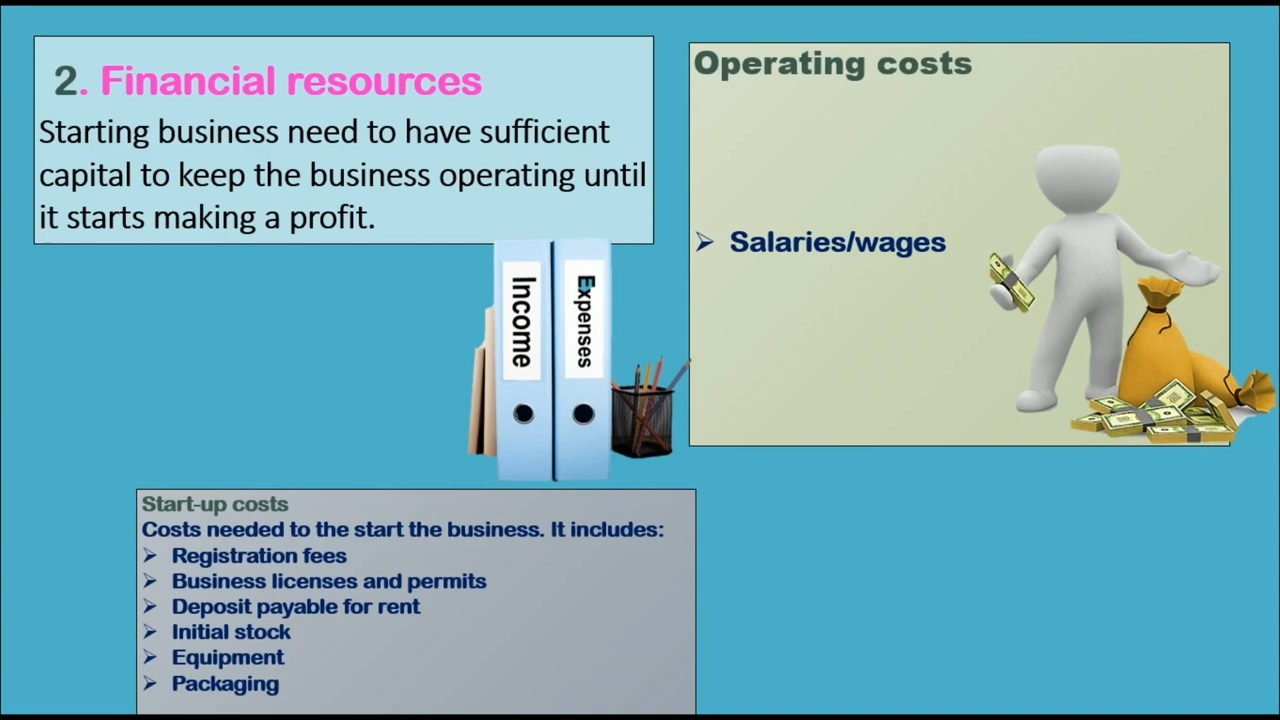 2. Financial resources
Starting business need to have sufficient
capital to keep the business operating until
it starts making a profit.
Income
Expenses
Operating costs
➢ Salaries/wages
Start-up costs
Costs needed to the start the business. It includes:
➢ Registration fees
➢ Business licenses and permits
➢ Deposit payable for rent
➢ Initial stock
➢ Equipment
➢ Packaging